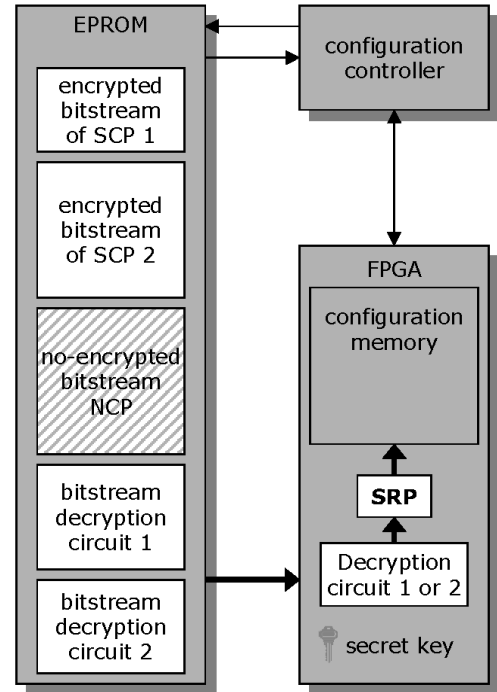 EPROM
encrypted
bitstream
of SCP 1
encrypted
bitstream
of SCP 2
no-encrypted
bitstream
NCP
bitstream
decryption
circuit 1
bitstream
decryption
circuit 2
configuration
controller
FPGA
configuration
memory
SRP
Decryption
circuit 1 or 2
secret key